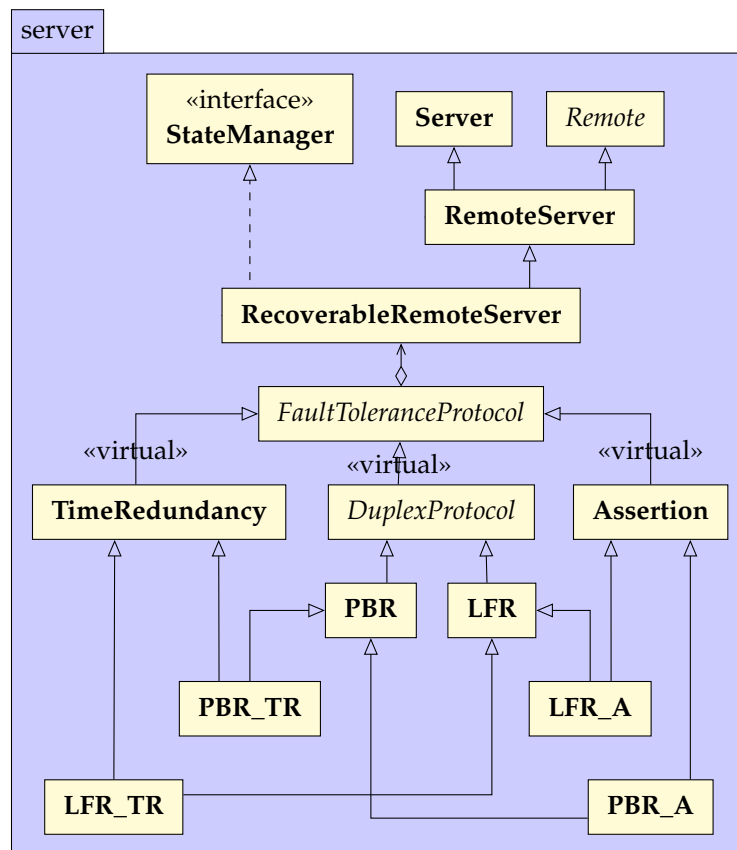 server
«interface»
StateManager
Server
Remote
RemoteServer
RecoverableRemoteServer
FaultToleranceProtocol
«virtual»
«virtual»
«virtual»
TimeRedundancy
DuplexProtocol
Assertion
PBR
LFR
PBR_TR
LFR_A
LFR_TR
PBR_A